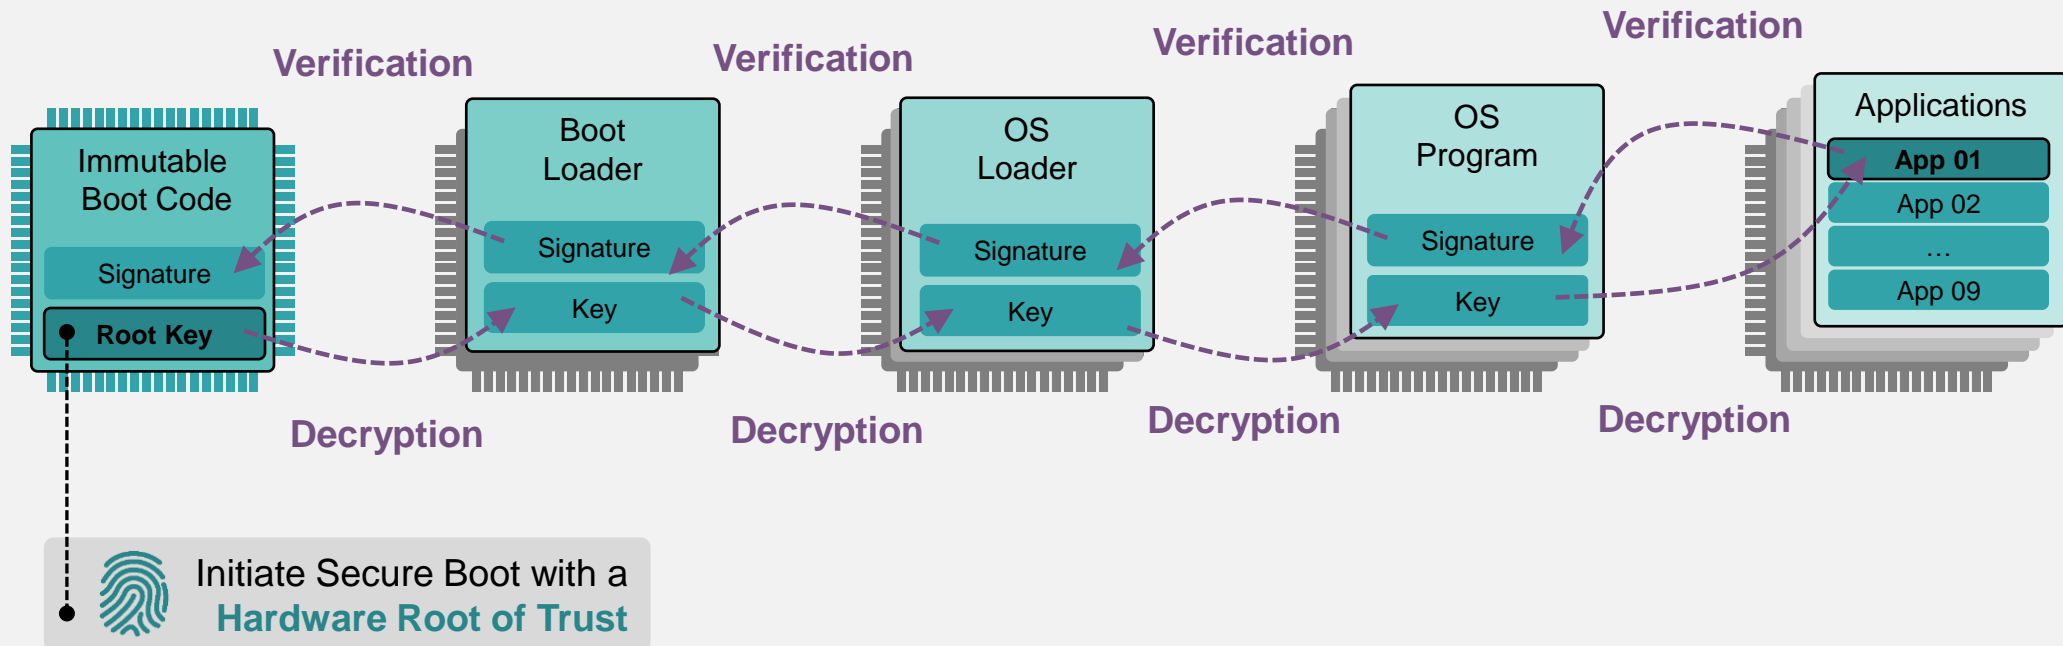 Verification
Verification
Verification
Verification
Immutable
Boot Code
Signature
Root Key
Boot
Loader
Signature
Key
OS
Loader
Signature
Key
OS
Program
Signature
Key
Applications
App 01
App 02
...
App 09
Decryption
Decryption
Decryption
Decryption
Initiate Secure Boot with a
Hardware Root of Trust